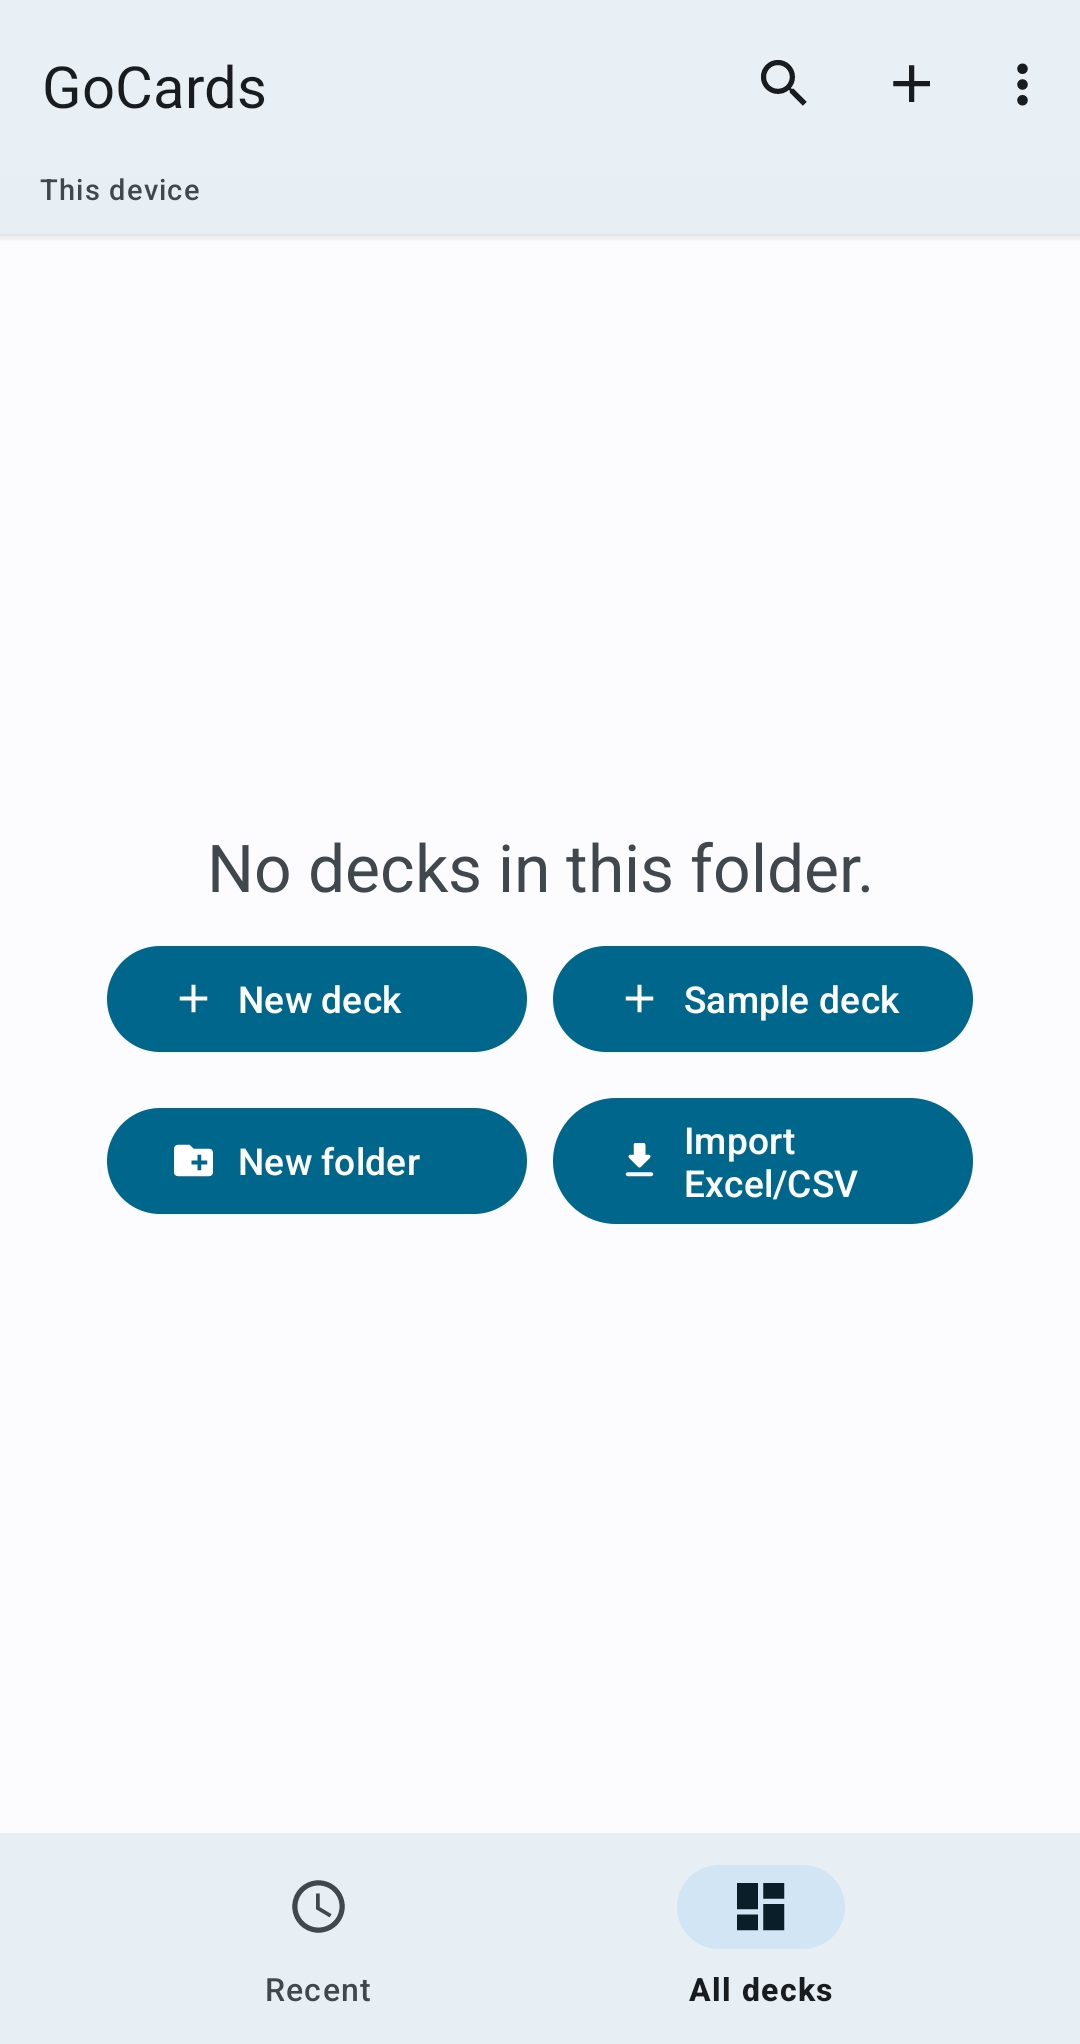 GoCards
This device
No decks in this folder.
New deck
Sample deck
New folder
Import
Excel/CSV
Recent
All decks